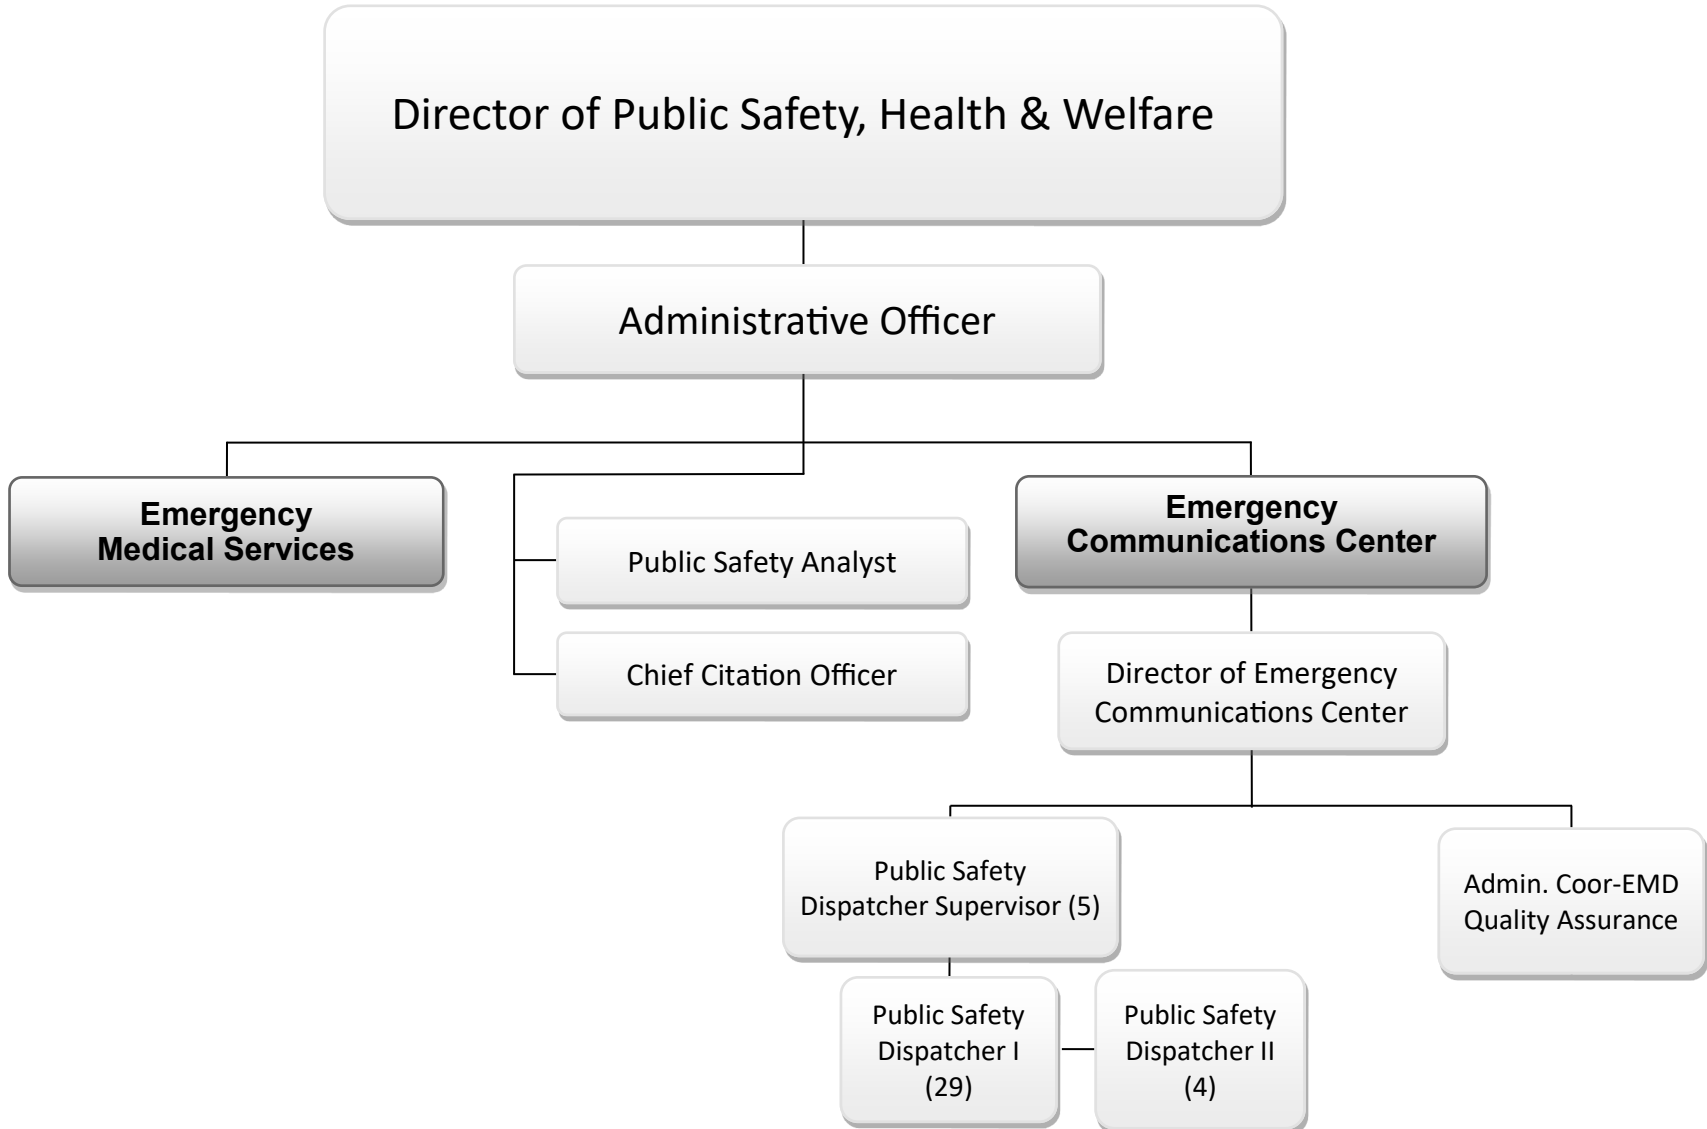 Director of Public Safety, Health & Welfare
Administrative Officer
Emergency
Medical Services
Public Safety Analyst
Chief Citation Officer
Emergency
Communications Center
Director of Emergency
Communications Center
Public Safety
Dispatcher Supervisor (5)
Admin. Coor-EMD
Quality Assurance
Public Safety
Dispatcher I
(29)
Public Safety
Dispatcher II
(4)